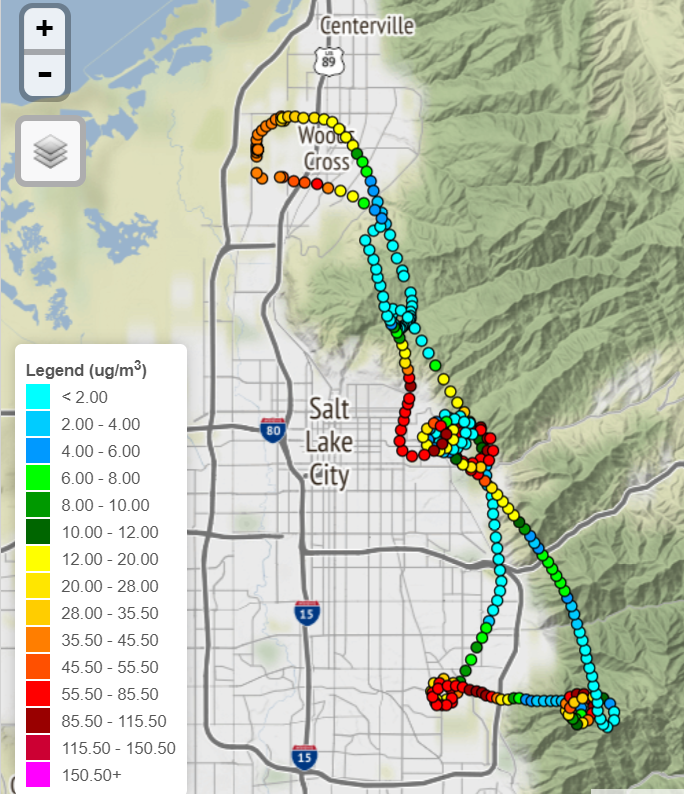 +
Centerville
US
89
-
Woods
Cross
Legend (ug/m³)
< 2.00
2.00 - 4.00
4.00 - 6.00
6.00 - 8.00
8.00 - 10.00
10.00 - 12.00
12.00 - 20.00
20.00 - 28.00
28.00 - 35.50
35.50 - 45.50
45.50 - 55.50
55.50 - 85.50
85.50 - 115.50
115.50 - 150.50
150.50+
Salt
Lake
City
80
15
15